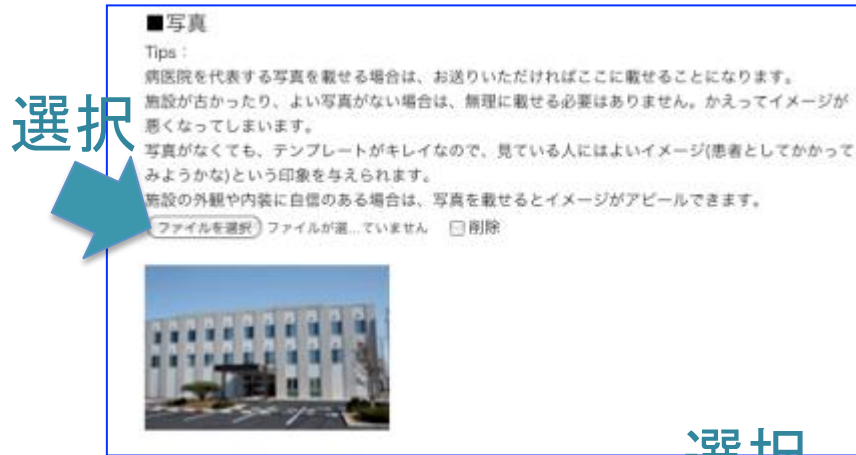 ■写真
Tips：
病医院を代表する写真を載せる場合は、お送りいただければここに載せることになります。
施設が古かったり、よい写真がない場合は、無理に載せる必要はありません。かえってイメージが
悪くなってしまいます。
写真がなくても、テンプレートがキレイなので、見ている人にはよいイメージ(患者としてかかって
みようかな)という印象を与えられます。
施設の外観や内装に自信のある場合は、写真を載せるとイメージがアピールできます。
選択
ファイルを選択 ファイルが選...ていません 削除
選択